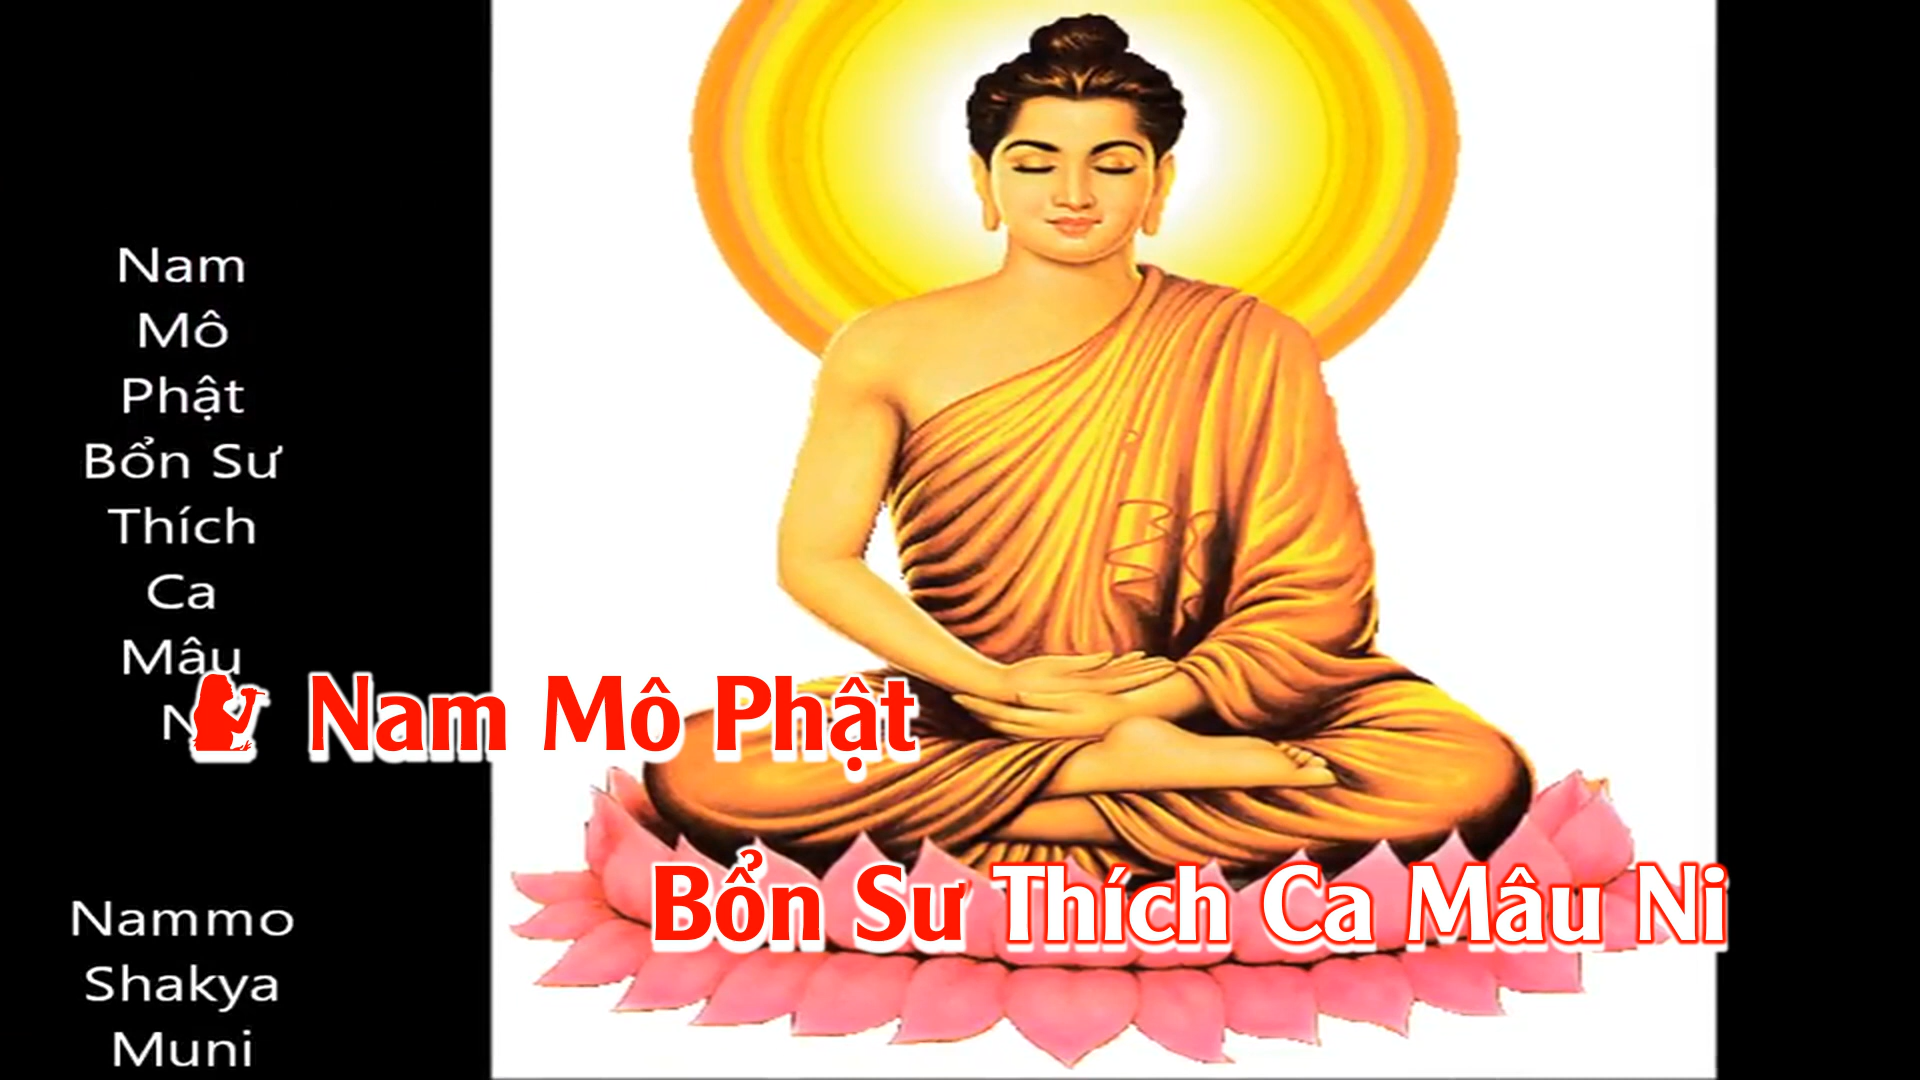 Nam
Mô
Phật
Bổn Sư
Thích
Ca
Mâu
Nam Mô Phật
Bổn Sư Thích Ca Mâu Ni
Nammo
Shakya
Muni